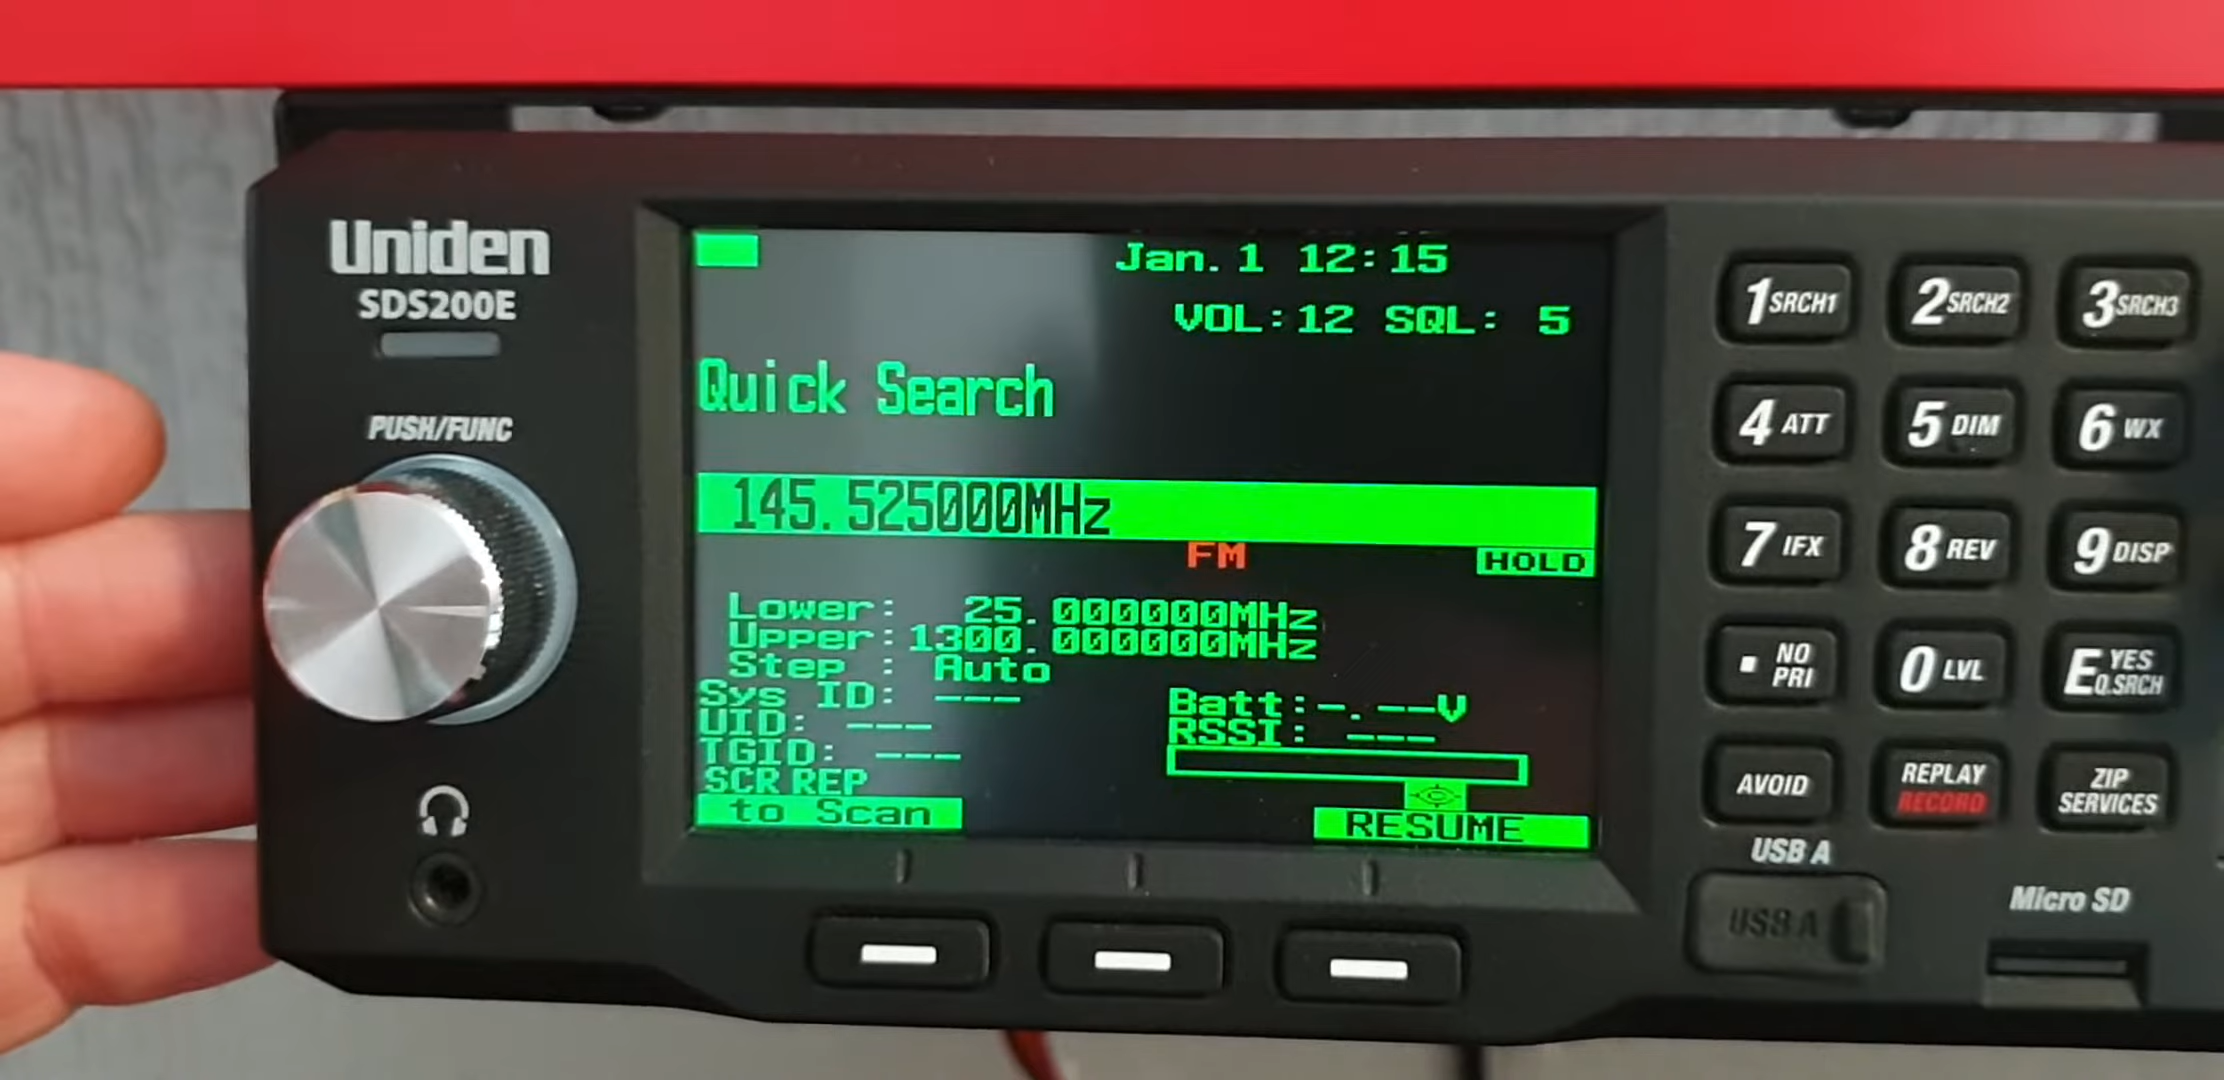 Uniden
SDS200E
PUSH/FUNC
Jan. 1 12:15
VOL:12 SQL: 5
Quick Search
145.525000MHz
FM
HOLD
Lower: 25.000000MHz
Upper:1300.000000MHz
Step : Auto
Sys ID: ---
Batt:-.--V
UID: ---
RSSI: ---
TGID: ---
SCR REP
to Scan
RESUME
1 SRCH1
2 SRCH2
3 SRCH3
4 ATT
5 DIM
6 WX
7 IFX
8 REV
9 DISP
. NO PRI
0 LVL
E YES Q.SRCH
AVOID
REPLAY
RECORD
ZIP
SERVICES
USB A
USB A
Micro SD